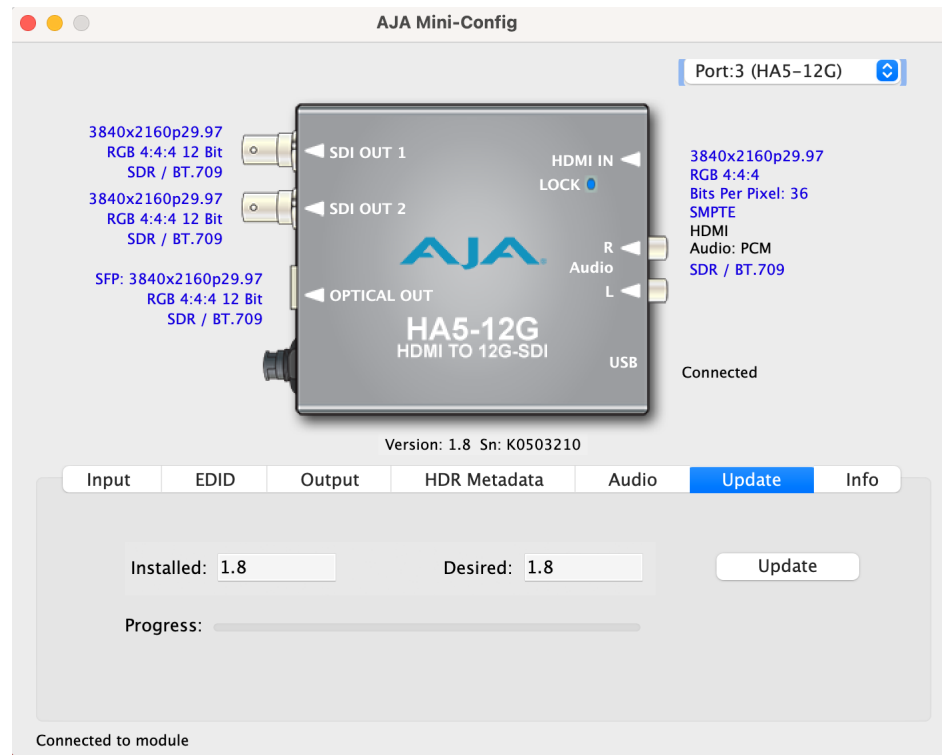 AJA Mini-Config
Port:3 (HA5-12G)
3840x2160p29.97
RGB 4:4:4 12 Bit
SDR / BT.709
3840x2160p29.97
RGB 4:4:4 12 Bit
SDR / BT.709
SFP: 3840x2160p29.97
RGB 4:4:4 12 Bit
SDR / BT.709
SDI OUT 1
SDI OUT 2
OPTICAL OUT
HDMI IN
LOCK
AJA
R
Audio
L
HA5-12G
HDMI TO 12G-SDI
USB
3840x2160p29.97
RGB 4:4:4
Bits Per Pixel: 36
SMPTE
HDMI
Audio: PCM
SDR / BT.709
Connected
Version: 1.8 Sn: K0503210
Input EDID Output HDR Metadata Audio Update Info
Installed: 1.8 Desired: 1.8 Update
Progress:
Connected to module